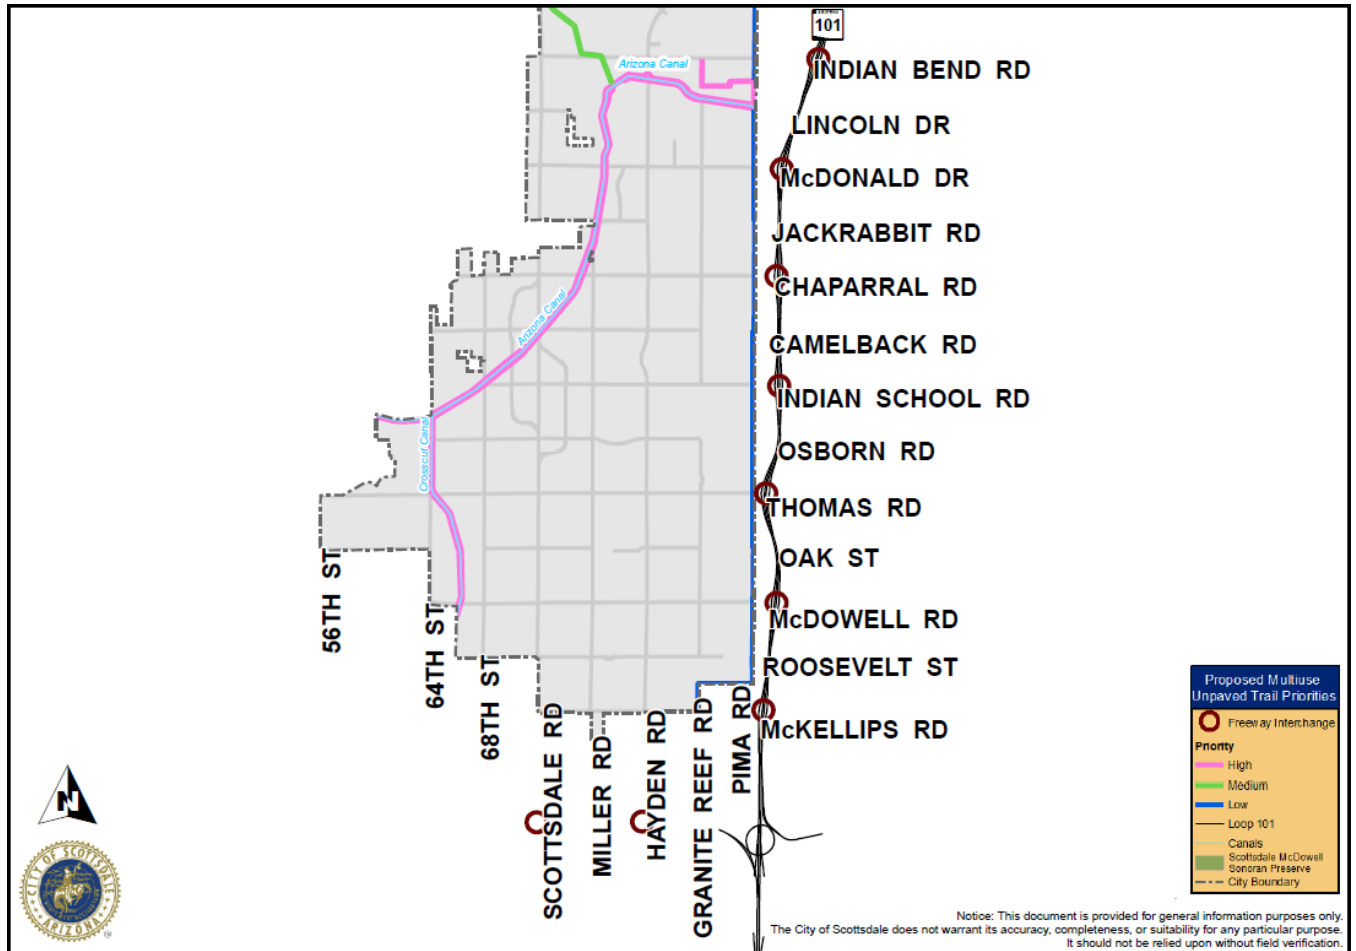 101
INDIAN BEND RD
Arizona Canal
LINCOLN DR
McDONALD DR
JACKRABBIT RD
CHAPARRAL RD
Arizona Canal
CAMELBACK RD
INDIAN SCHOOL RD
Crosscut Canal
OSBORN RD
THOMAS RD
OAK ST
McDOWELL RD
ROOSEVELT ST
McKELLIPS RD
56TH ST
64TH ST
68TH ST
SCOTTSDALE RD
MILLER RD
HAYDEN RD
GRANITE REEF RD
PIMA RD
N
CITY OF SCOTTSDALE
ARIZONA
Proposed Multiuse
Unpaved Trail Priorities
Freeway Interchange
Priority
High
Medium
Low
Loop 101
Canals
Scottsdale McDowell
Sonoran Preserve
City Boundary
Notice: This document is provided for general information purposes only.
The City of Scottsdale does not warrant its accuracy, completeness, or suitability for any particular purpose.
It should not be relied upon without field verification.